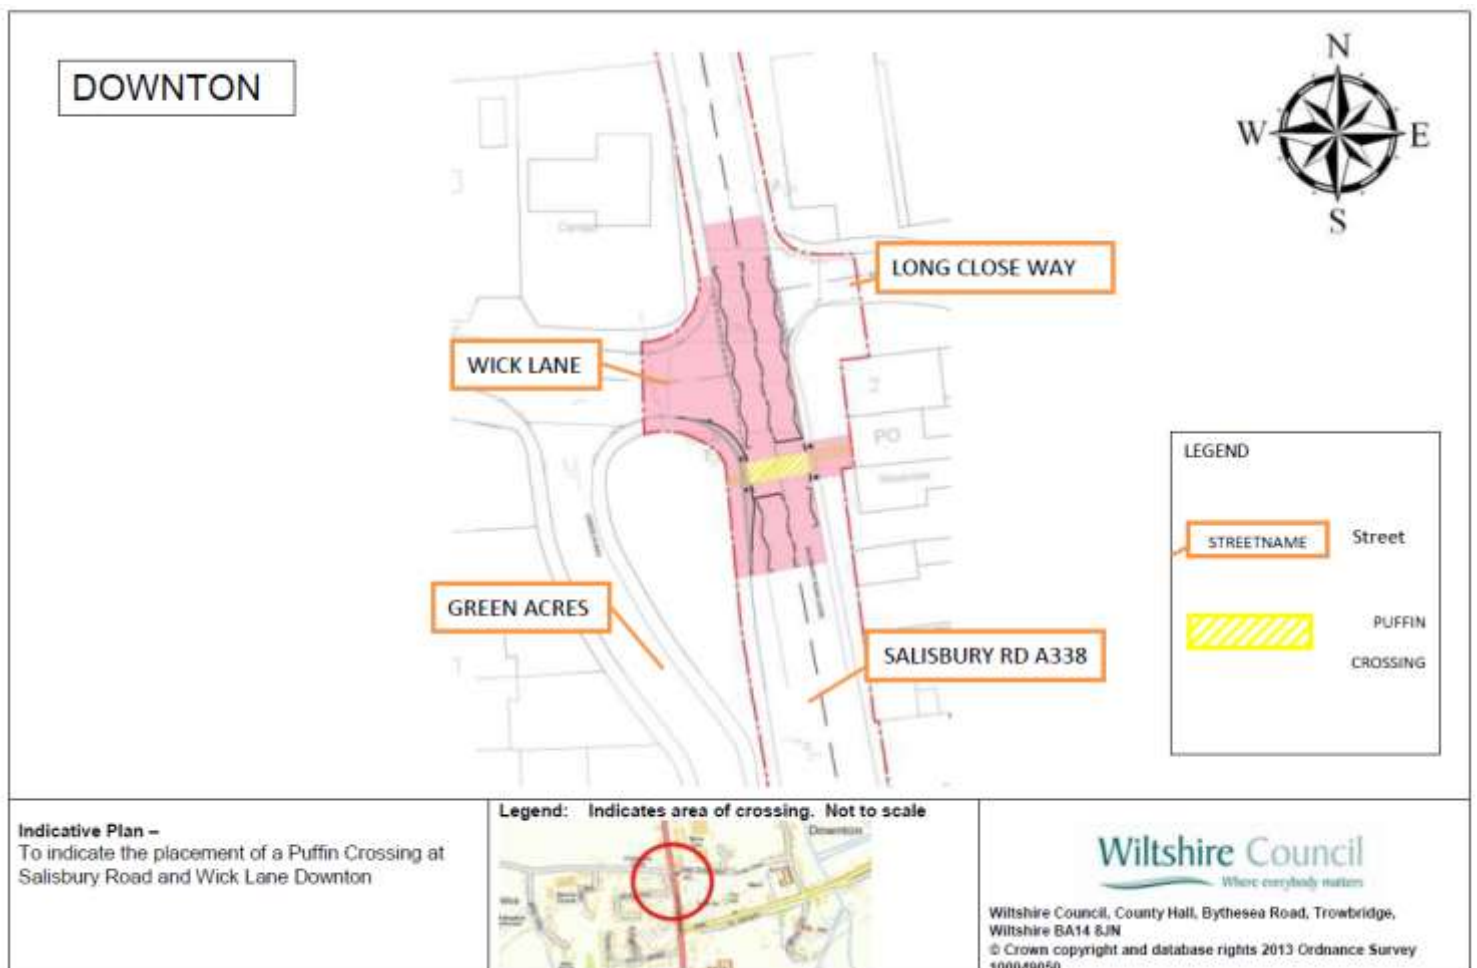 DOWNTON
N
W
E
S
LONG CLOSE WAY
WICK LANE
PO
GREEN ACRES
SALISBURY RD A338
LEGEND
STREETNAME
Street
PUFFIN
CROSSING
Indicative Plan –
To indicate the placement of a Puffin Crossing at
Salisbury Road and Wick Lane Downton
Legend: Indicates area of crossing. Not to scale
Downton
Wick
Wiltshire Council
Where everybody matters
Wiltshire Council, County Hall, Bythesea Road, Trowbridge,
Wiltshire BA14 8JN
© Crown copyright and database rights 2013 Ordnance Survey
100049050